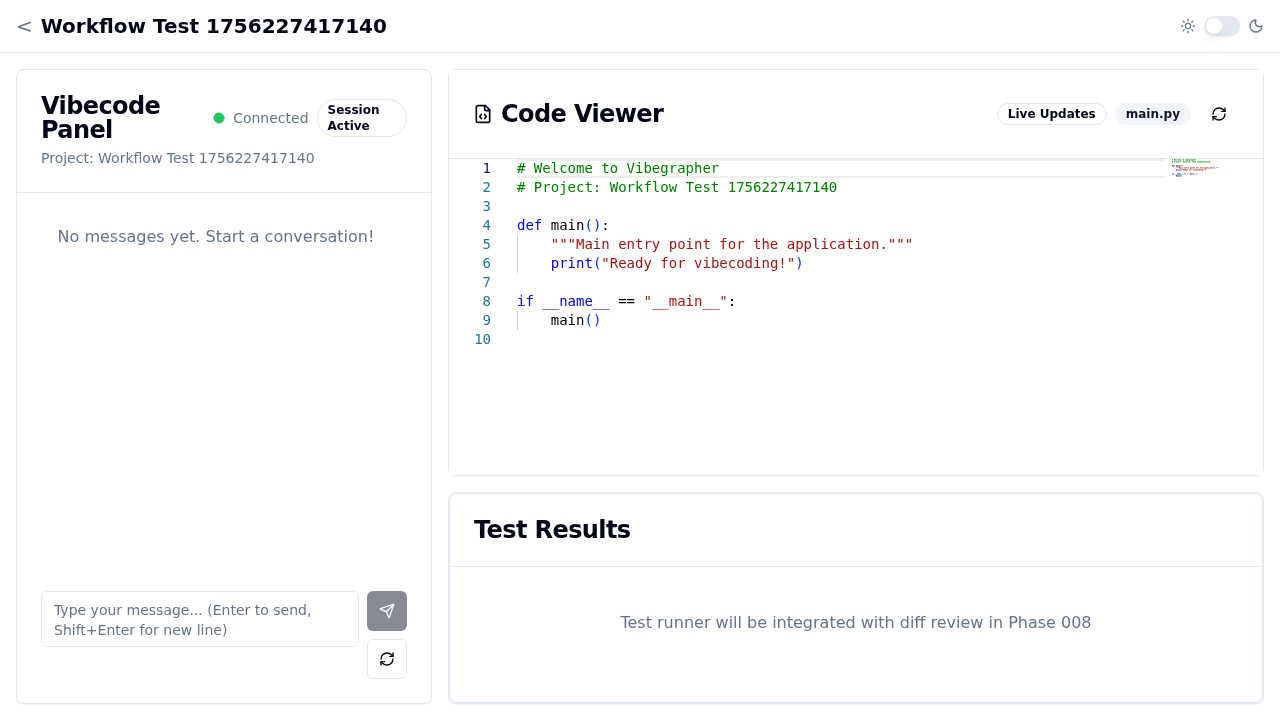 < Workflow Test 1756227417140
Vibecode
Panel
Connected
Session
Active
Project: Workflow Test 1756227417140
No messages yet. Start a conversation!
Type your message... (Enter to send,
Shift+Enter for new line)
Code Viewer
Live Updates
main.py
1 # Welcome to Vibegrapher
2 # Project: Workflow Test 1756227417140
3
4 def main():
5     """Main entry point for the application."""
6     print("Ready for vibecoding!")
7
8 if __name__ == "__main__":
9     main()
10
Test Results
Test runner will be integrated with diff review in Phase 008